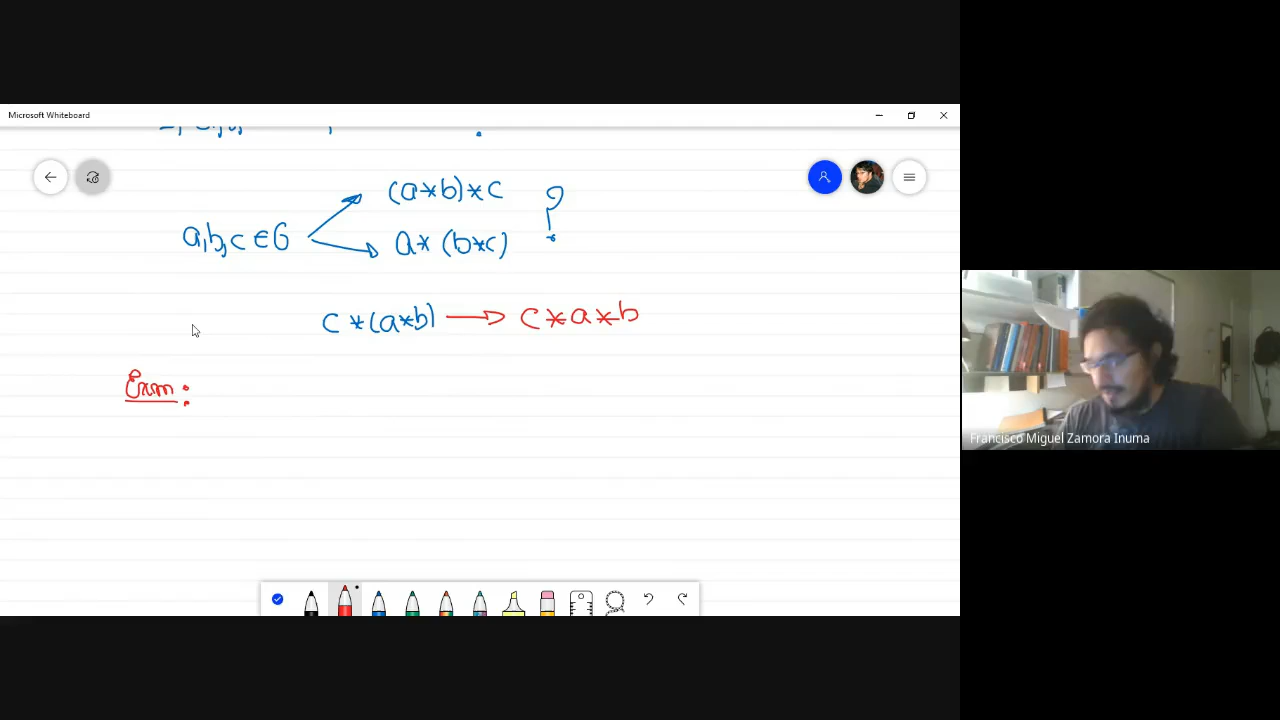 Microsoft Whiteboard
(a*b)*c
a,b,c ∈ G ?
a*(b*c)
c*(a*b) → c*a*b
:
Francisco Miguel Zamora Inuma